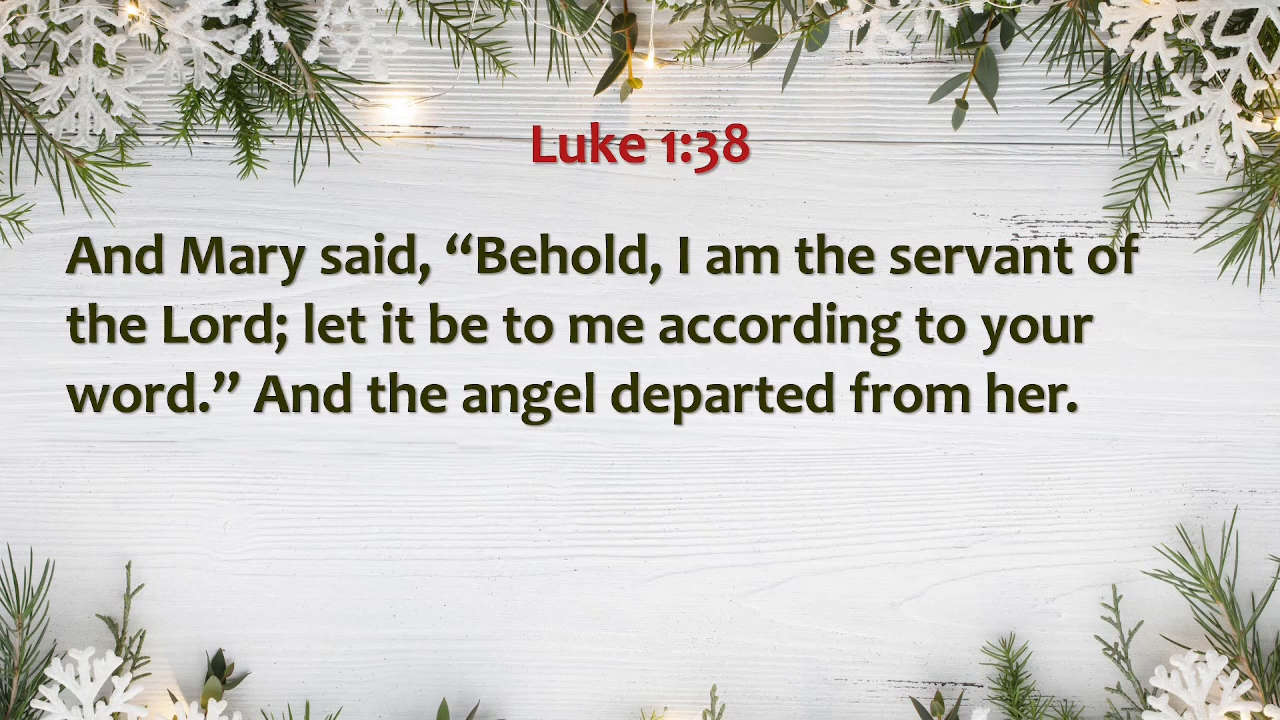 Luke 1:38
And Mary said, “Behold, I am the servant of
the Lord; let it be to me according to your
word.” And the angel departed from her.